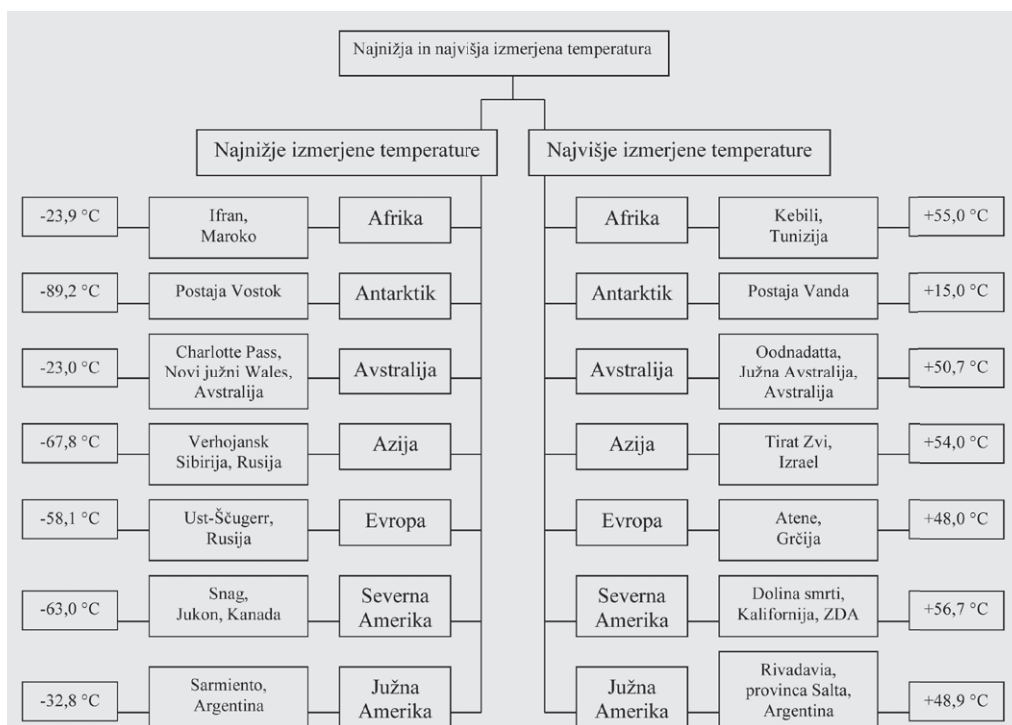 Najnižja in najvišja izmerjena temperatura
Najnižje izmerjene temperature
Najvišje izmerjene temperature
-23,9 °C
Ifran,
Maroko
Afrika
Afrika
Kebili,
Tunizija
+55,0 °C
-89,2 °C
Postaja Vostok
Antarktik
Antarktik
Postaja Vanda
+15,0 °C
-23,0 °C
Charlotte Pass,
Novi južni Wales,
Avstralija
Avstralija
Avstralija
Oodnadatta,
Južna Avstralija,
Avstralija
+50,7 °C
-67,8 °C
Verhojansk
Sibirija, Rusija
Azija
Azija
Tirat Zvi,
Izrael
+54,0 °C
-58,1 °C
Ust-Ščugerr,
Rusija
Evropa
Evropa
Atene,
Grčija
+48,0 °C
-63,0 °C
Snag,
Jukon, Kanada
Severna
Amerika
Severna
Amerika
Dolina smrti,
Kalifornija, ZDA
+56,7 °C
-32,8 °C
Sarmiento,
Argentina
Južna
Amerika
Južna
Amerika
Rivadavia,
provinca Salta,
Argentina
+48,9 °C